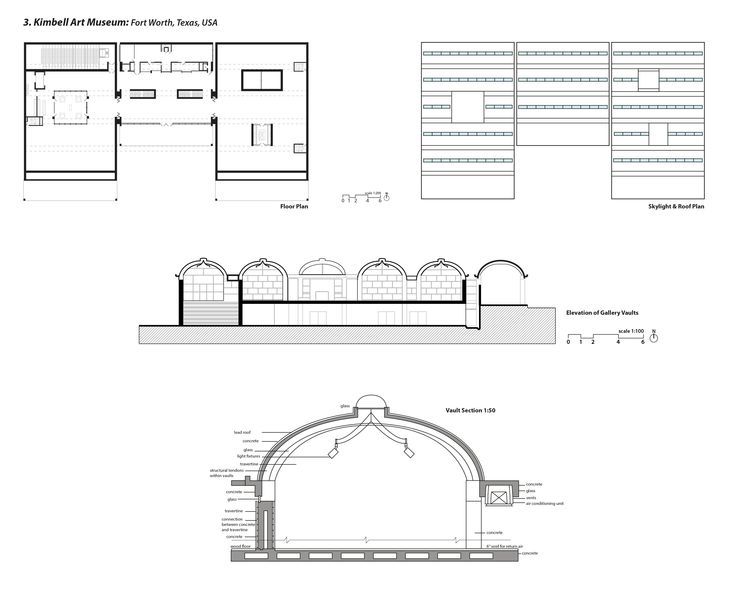 3. Kimbell Art Museum: Fort Worth, Texas, USA
scale 1:200
N
0 1 2 4 6
Floor Plan
Skylight & Roof Plan
Elevation of Gallery Vaults
scale 1:100
N
0 1 2 4 6
Vault Section 1:50
glass
lead roof
concrete
glass
light fixtures
travertine
structural tendons
within vaults
concrete
glass
travertine
connection
between concrete
and travertine
concrete
wood floor
concrete
glass
vents
air conditioning unit
concrete
6" void for return air
concrete